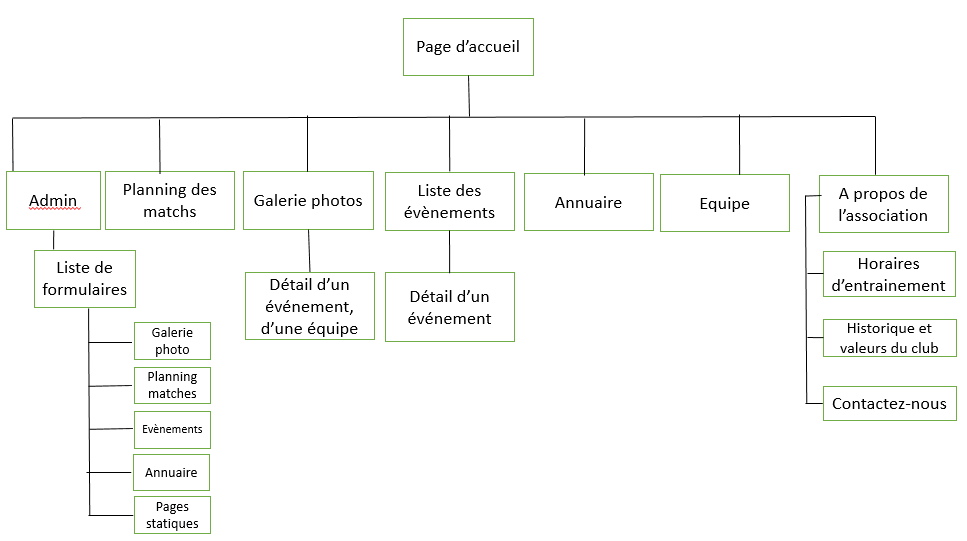 Page d’accueil
Admin
Planning des
matchs
Galerie photos
Liste des
évènements
Annuaire
Equipe
A propos de
l’association
Liste de
formulaires
Galerie
photo
Planning
matches
Evènements
Annuaire
Pages
statiques
Détail d’un
événement,
d’une équipe
Détail d’un
événement
Horaires
d’entrainement
Historique et
valeurs du club
Contactez-nous